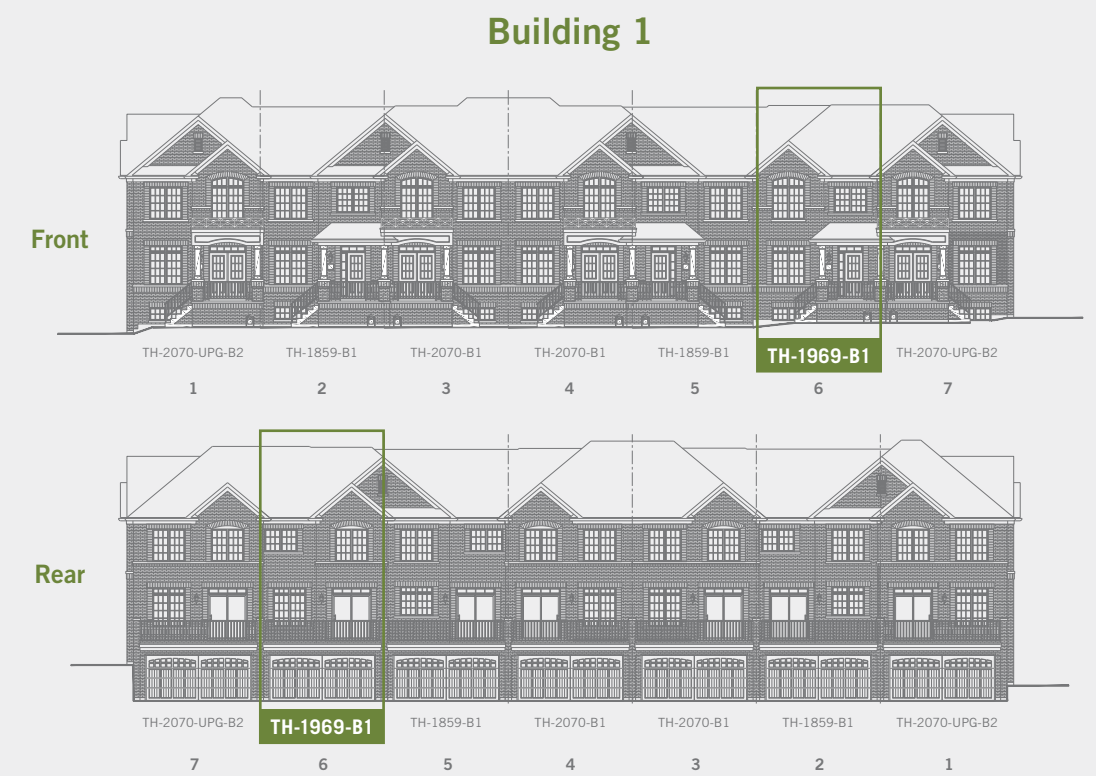 Building 1
Front
TH-2070-UPG-B2 TH-1859-B1 TH-2070-B1 TH-2070-B1 TH-1859-B1 TH-1969-B1 TH-2070-UPG-B2
1 2 3 4 5 6 7
Rear
TH-2070-UPG-B2 TH-1969-B1 TH-1859-B1 TH-2070-B1 TH-2070-B1 TH-1859-B1 TH-2070-UPG-B2
7 6 5 4 3 2 1